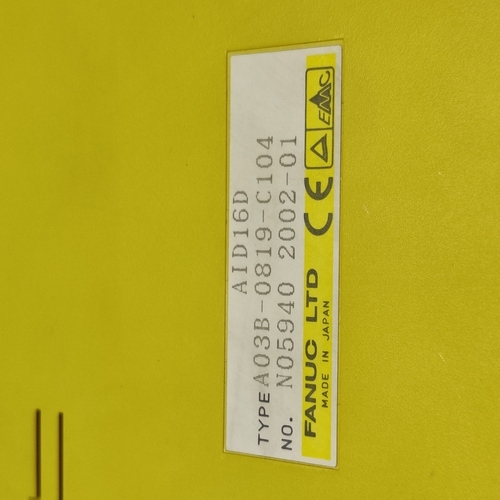 AID16D
TYPE A03B-0819-C104
NO. N05940 2002-01
FANUC LTD CE EMC
MADE IN JAPAN